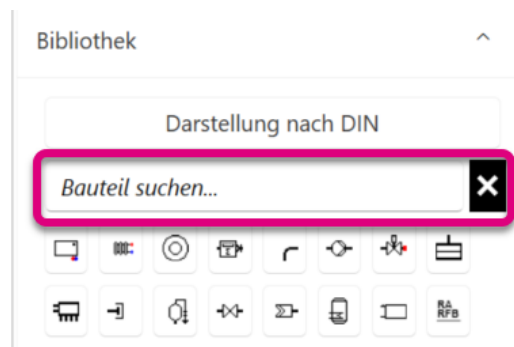 Bibliothek
Darstellung nach DIN
Bauteil suchen...
RA
RFB